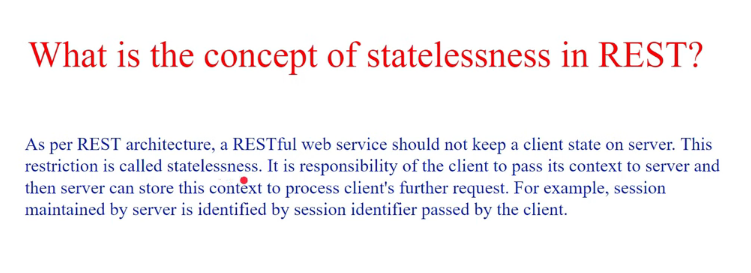 What is the concept of statelessness in REST?
As per REST architecture, a RESTful web service should not keep a client state on server. This
restriction is called statelessness. It is responsibility of the client to pass its context to server and
then server can store this context to process client's further request. For example, session
maintained by server is identified by session identifier passed by the client.